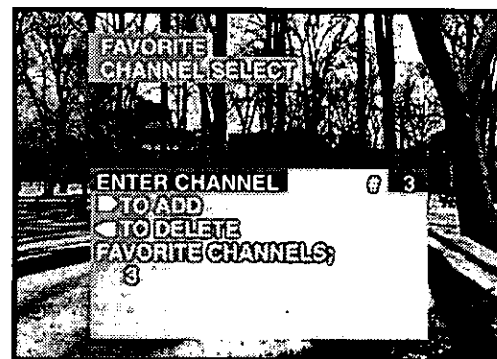 FAVORITE
CHANNEL SELECT
ENTER CHANNEL # 3
TO ADD
TO DELETE
FAVORITE CHANNELS;
3